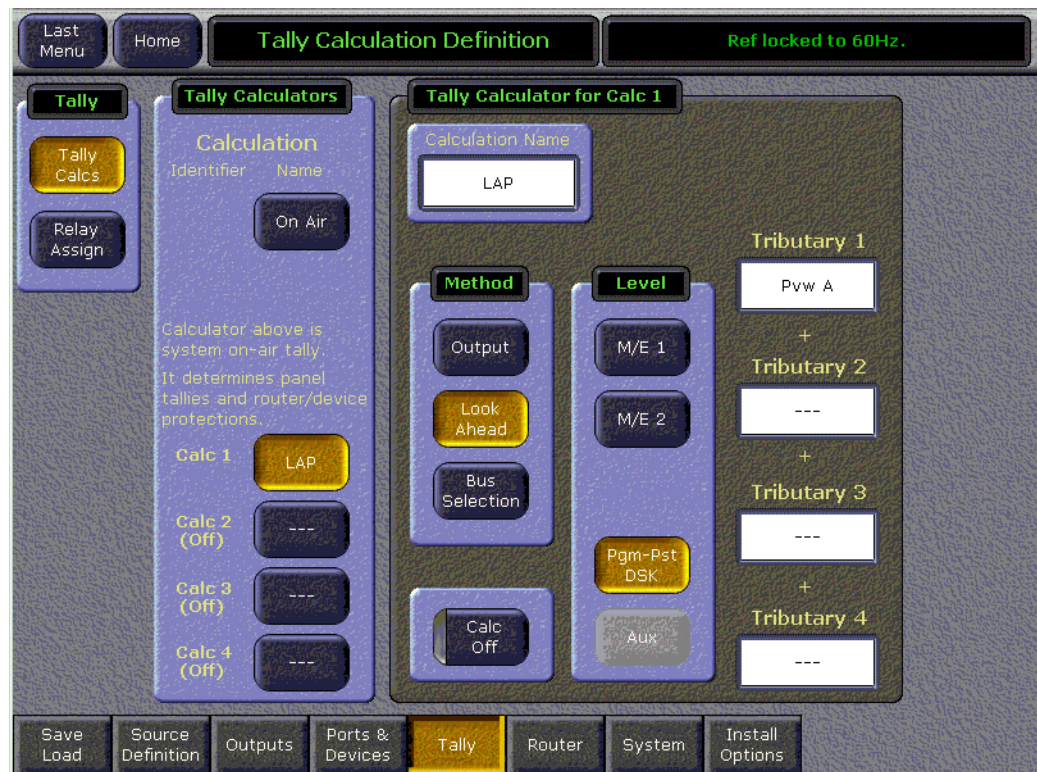 Last
Menu
Home
Tally Calculation Definition
Ref locked to 60Hz.
Tally
Tally
Calcs
Relay
Assign
Tally Calculators
Calculation
Identifier Name
On Air
Calculator above is
system on-air tally.
It determines panel
tallies and router/device
protections.
Calc 1
LAP
Calc 2
(Off)
---
Calc 3
(Off)
---
Calc 4
(Off)
---
Tally Calculator for Calc 1
Calculation Name
LAP
Method
Output
Look
Ahead
Bus
Selection
Calc
Off
Level
M/E 1
M/E 2
Pgm-Pst
DSK
Aux
Tributary 1
Pvw A
+
Tributary 2
---
+
Tributary 3
---
+
Tributary 4
---
Save
Load
Source
Definition
Outputs
Ports &
Devices
Tally
Router
System
Install
Options